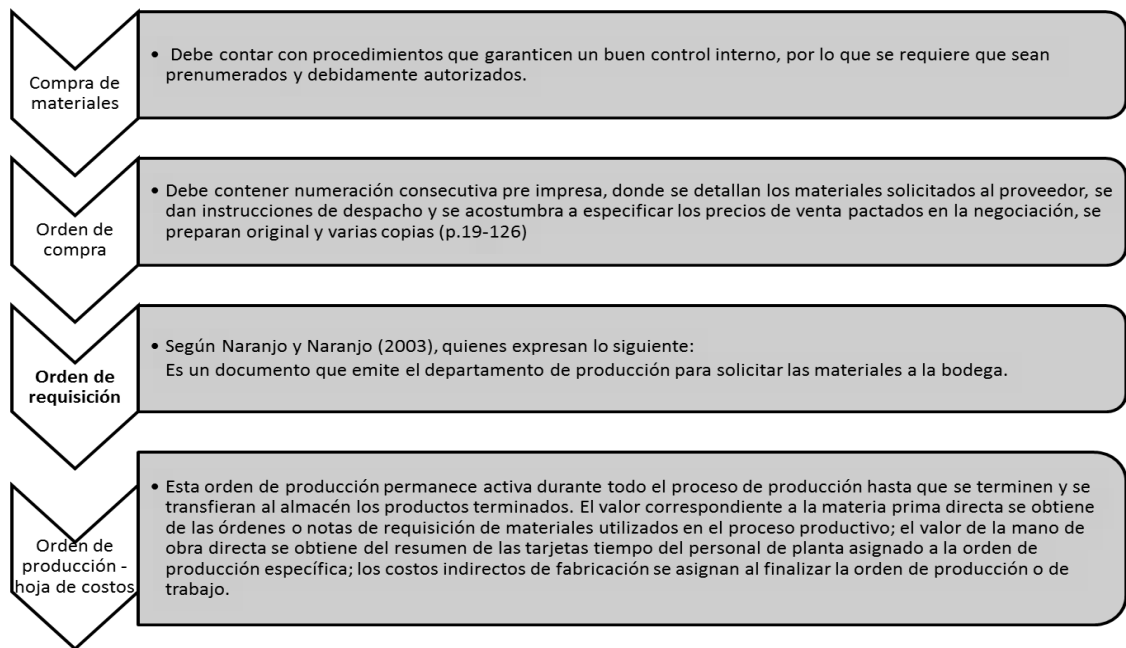 Compra de
materiales
• Debe contar con procedimientos que garanticen un buen control interno, por lo que se requiere que sean
prenumerados y debidamente autorizados.
Orden de
compra
• Debe contener numeración consecutiva pre impresa, donde se detallan los materiales solicitados al proveedor, se
dan instrucciones de despacho y se acostumbra a especificar los precios de venta pactados en la negociación, se
preparan original y varias copias (p.19-126)
Orden de
requisición
• Según Naranjo y Naranjo (2003), quienes expresan lo siguiente:
Es un documento que emite el departamento de producción para solicitar las materiales a la bodega.
Orden de
producción -
hoja de costos
• Esta orden de producción permanece activa durante todo el proceso de producción hasta que se terminen y se
transfieran al almacén los productos terminados. El valor correspondiente a la materia prima directa se obtiene
de las órdenes o notas de requisición de materiales utilizados en el proceso productivo; el valor de la mano de
obra directa se obtiene del resumen de las tarjetas tiempo del personal de planta asignado a la orden de
producción específica; los costos indirectos de fabricación se asignan al finalizar la orden de producción o de
trabajo.